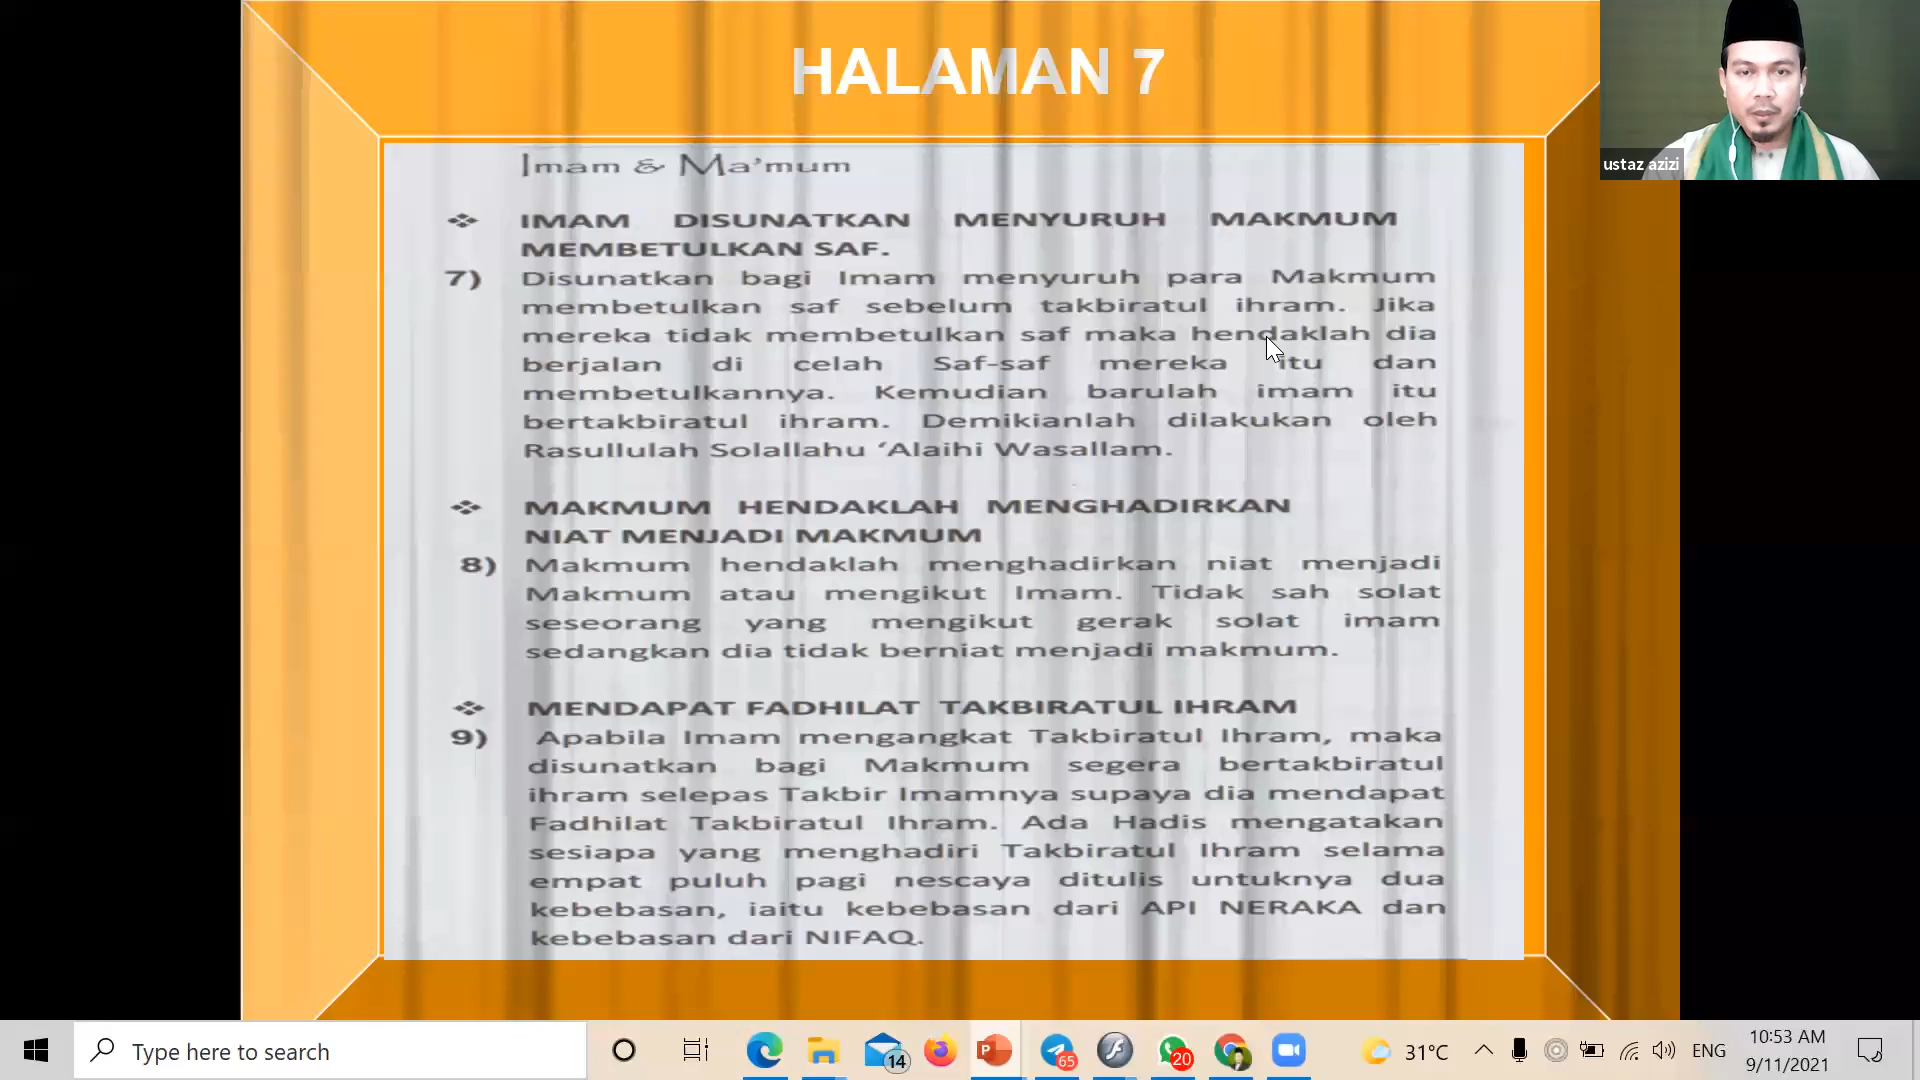 HALAMAN 7
ustaz azizi
Imam & Ma'mum
IMAM DISUNATKAN MENYURUH MAKMUM
MEMBETULKAN SAF.
7) Disunatkan bagi Imam menyuruh para Makmum
membetulkan saf sebelum takbiratul ihram. Jika
mereka tidak membetulkan saf maka hendaklah dia
berjalan di celah Saf-saf mereka itu dan
membetulkannya. Kemudian barulah imam itu
bertakbiratul ihram. Demikianlah dilakukan oleh
Rasullulah Solallahu 'Alaihi Wasallam.
MAKMUM HENDAKLAH MENGHADIRKAN
NIAT MENJADI MAKMUM
8) Makmum hendaklah menghadirkan niat menjadi
Makmum atau mengikut Imam. Tidak sah solat
seseorang yang mengikut gerak solat imam
sedangkan dia tidak berniat menjadi makmum.
MENDAPAT FADHILAT TAKBIRATUL IHRAM
9) Apabila Imam mengangkat Takbiratul Ihram, maka
disunatkan bagi Makmum segera bertakbiratul
ihram selepas Takbir Imamnya supaya dia mendapat
Fadhilat Takbiratul Ihram. Ada Hadis mengatakan
sesiapa yang menghadiri Takbiratul Ihram selama
empat puluh pagi nescaya ditulis untuknya dua
kebebasan, iaitu kebebasan dari API NERAKA dan
kebebasan dari NIFAQ.
Type here to search
14
65
20
31°C
ENG
10:53 AM
9/11/2021